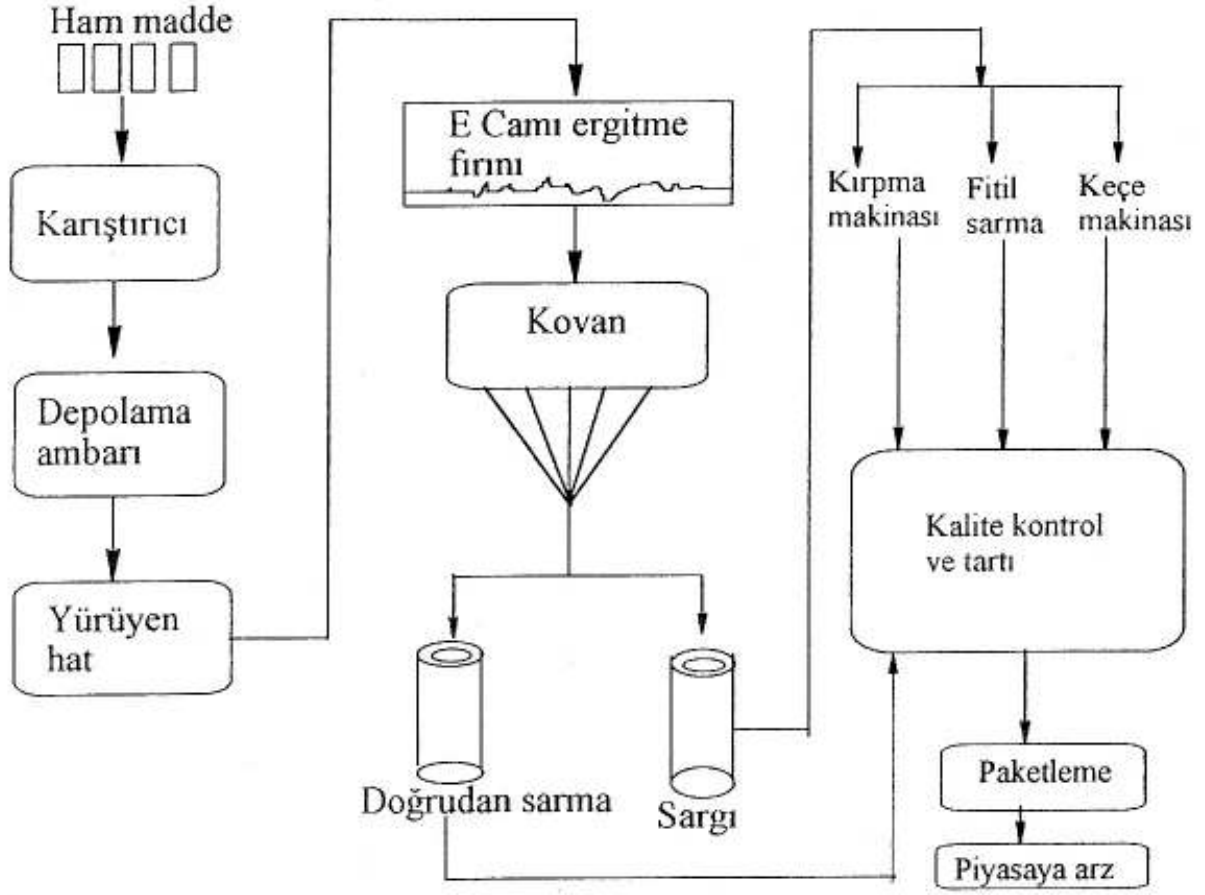 Ham madde
Karıştırıcı
Depolama
ambarı
Yürüyen
hat
E Camı ergitme
fırını
Kovan
Doğrudan sarma
Sargı
Kırpma
makinası
Fitil
sarma
Keçe
makinası
Kalite kontrol
ve tartı
Paketleme
Piyasaya arz